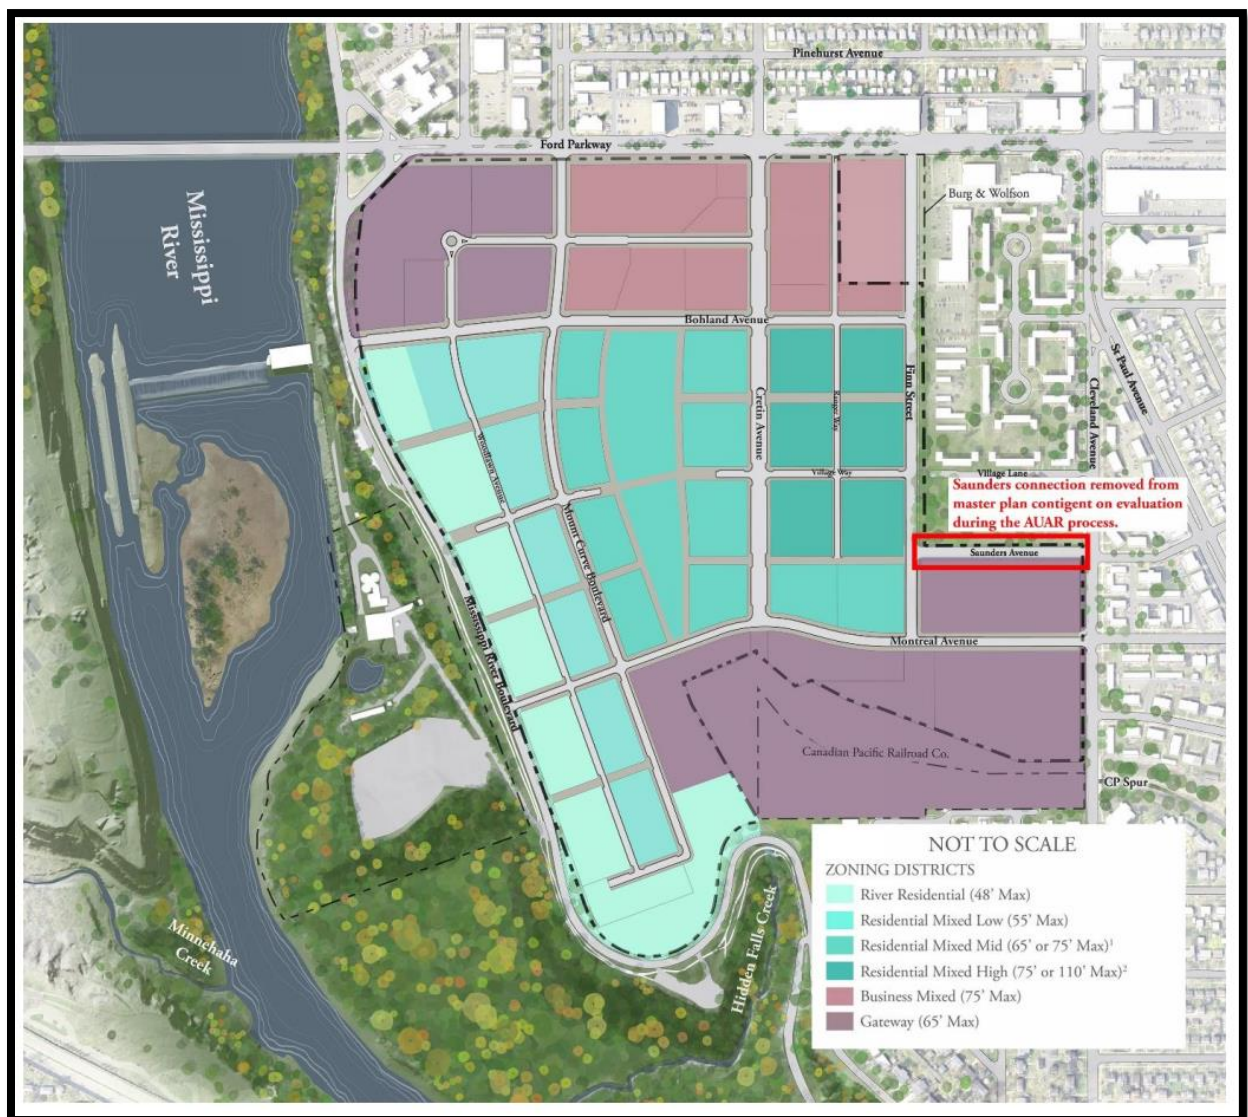 Pinehurst Avenue
Ford Parkway
Mississippi
River
Burg & Wolfson
Bohland Avenue
St Paul Avenue
Finn Street
Cleveland Avenue
Cretin Avenue
Ranger Way
Woodlawn Avenue
Village Way
Village Lane
Saunders connection removed from
master plan contigent on evaluation
during the AUAR process.
Mount Curve Boulevard
Saunders Avenue
Mississippi River Boulevard
Montreal Avenue
Canadian Pacific Railroad Co.
CP Spur
Minnehaha
Creek
Hidden Falls Creek
NOT TO SCALE
ZONING DISTRICTS
River Residential (48' Max)
Residential Mixed Low (55' Max)
Residential Mixed Mid (65' or 75' Max)¹
Residential Mixed High (75' or 110' Max)²
Business Mixed (75' Max)
Gateway (65' Max)